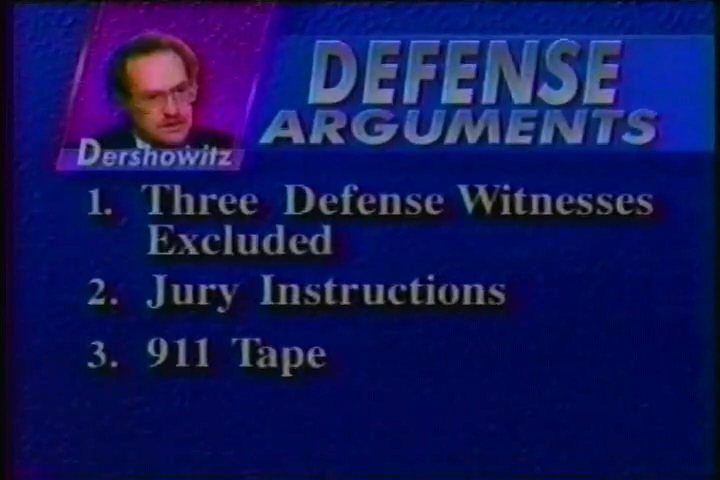 DEFENSE
ARGUMENTS
Dershowitz
1. Three Defense Witnesses
Excluded
2. Jury Instructions
3. 911 Tape